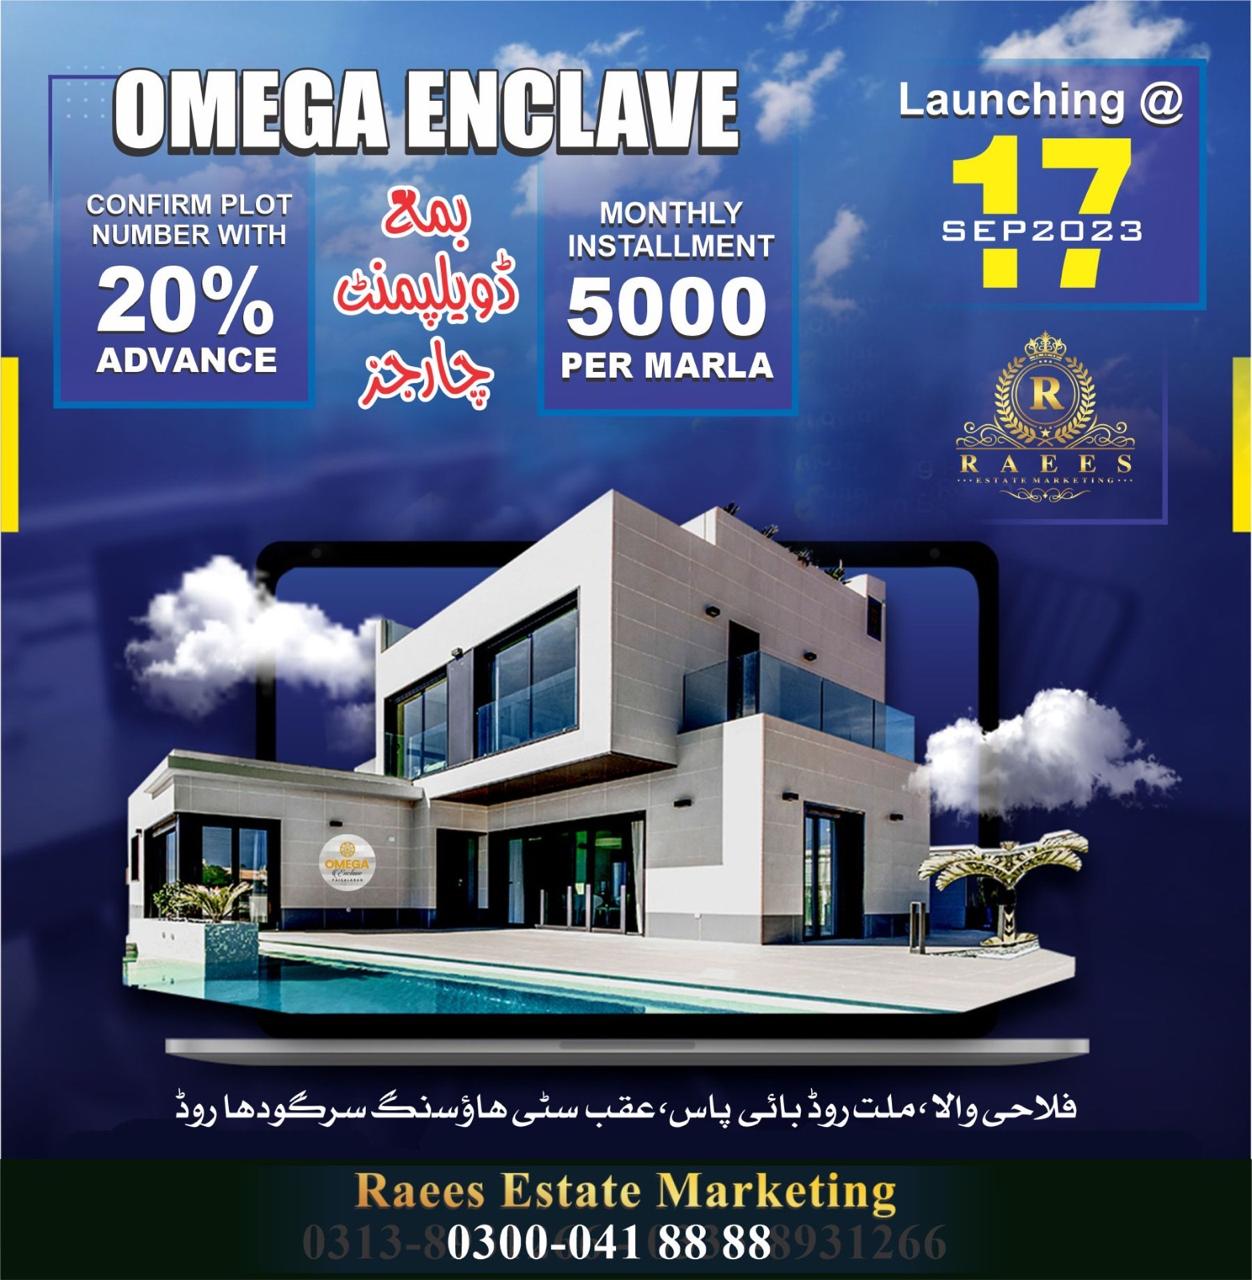 OMEGA ENCLAVE
Launching @
17
SEP2023
CONFIRM PLOT
NUMBER WITH
20%
ADVANCE
بمع
ڈویلپمنٹ
چارجز
MONTHLY
INSTALLMENT
5000
PER MARLA
R
RAEES
ESTATE MARKETING
OMEGA
Enclave
FAISALABAD
فلاحی والا، ملت روڈ بائی پاس، عقب سٹی ھاؤسنگ سرگودھا روڈ
Raees Estate Marketing
0300-041 88 88